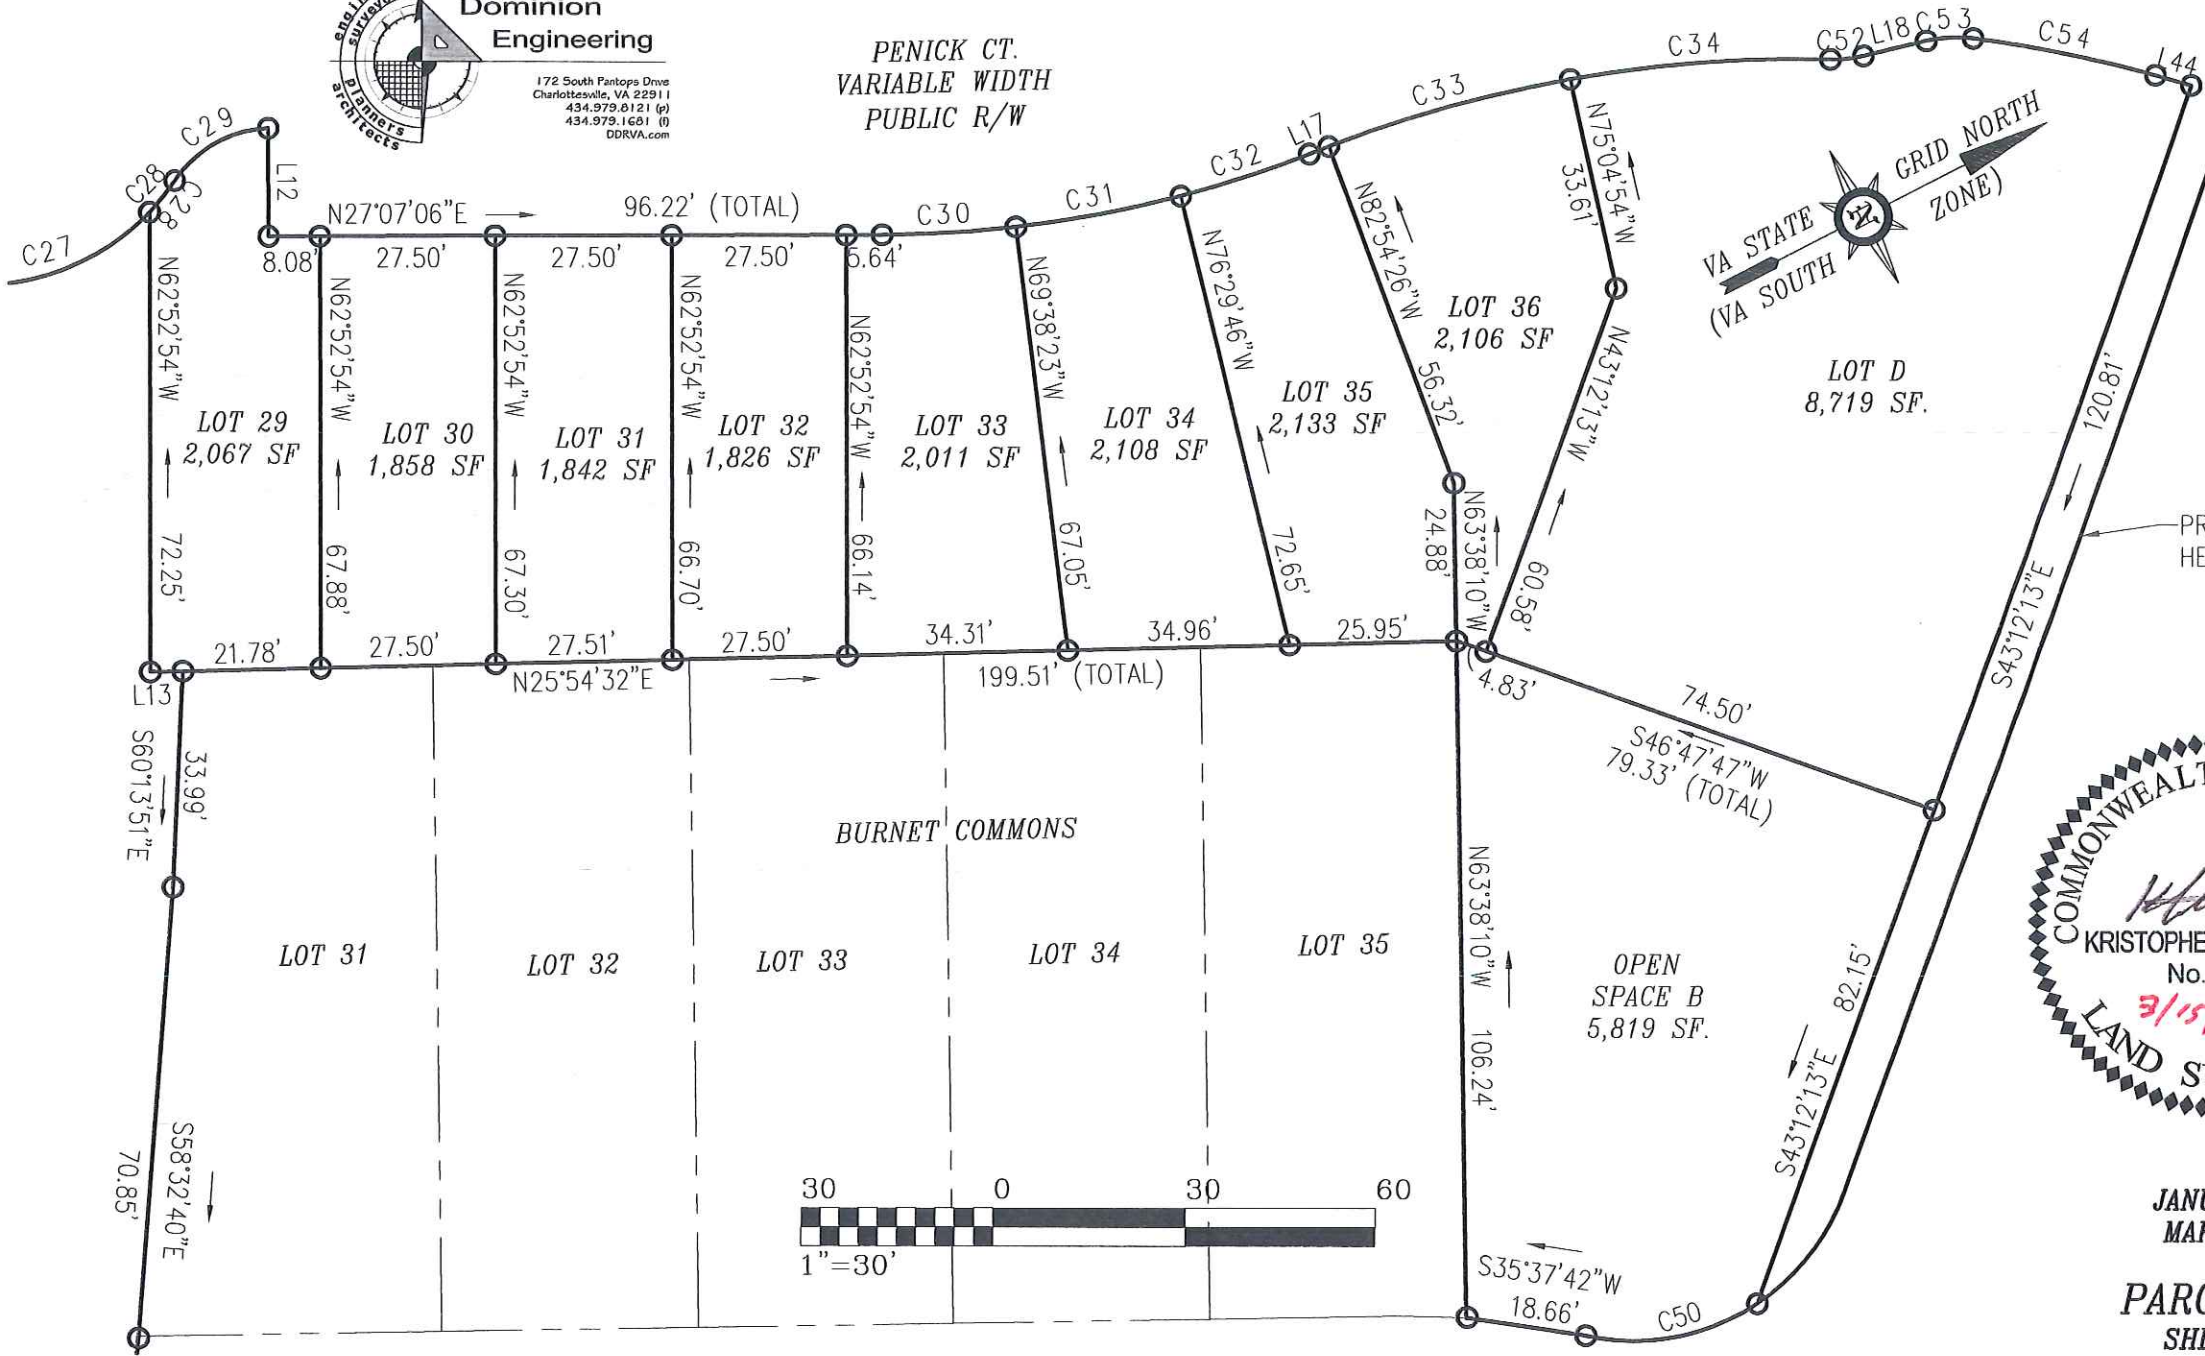 engi
surveyo
planners
architects
Dominion
Engineering
172 South Pantops Drive
Charlottesville, VA 22911
434.979.8121 (p)
434.979.1681 (f)
DDRVA.com
PENICK CT.
VARIABLE WIDTH
PUBLIC R/W
C27
C28
C28
C29
L12
N27°07'06"E
96.22' (TOTAL)
8.08'
27.50'
27.50'
27.50'
6.64'
C30
C31
C32
L17
C33
C34
C52
L18
C53
C54
L44
VA STATE GRID NORTH
(VA SOUTH ZONE)
N62°52'54"W
72.25'
LOT 29
2,067 SF
N62°52'54"W
67.88'
LOT 30
1,858 SF
N62°52'54"W
67.30'
LOT 31
1,842 SF
N62°52'54"W
66.70'
LOT 32
1,826 SF
N62°52'54"W
66.14'
LOT 33
2,011 SF
N69°38'23"W
67.05'
LOT 34
2,108 SF
N76°29'46"W
72.65'
LOT 35
2,133 SF
N82°54'26"W
56.32'
LOT 36
2,106 SF
N75°04'54"W
33.61'
N43°12'13"W
60.58'
N63°38'10"W
24.88'
LOT D
8,719 SF.
120.81'
S43°12'13"E
PR
HE
L13
21.78'
27.50'
27.51'
27.50'
34.31'
34.96'
25.95'
4.83'
N25°54'32"E
199.51' (TOTAL)
74.50'
S46°47'47"W
79.33' (TOTAL)
S60°13'51"E
33.99'
S58°32'40"E
70.85'
BURNET COMMONS
LOT 31
LOT 32
LOT 33
LOT 34
LOT 35
N63°38'10"W
106.24'
OPEN
SPACE B
5,819 SF.
82.15'
S43°12'13"E
S35°37'42"W
18.66'
C50
30 0 30 60
1"=30'
COMMONWEALT
KRISTOPHE
No.
3/15
LAND S
JANU
MAR
PARC
SHE